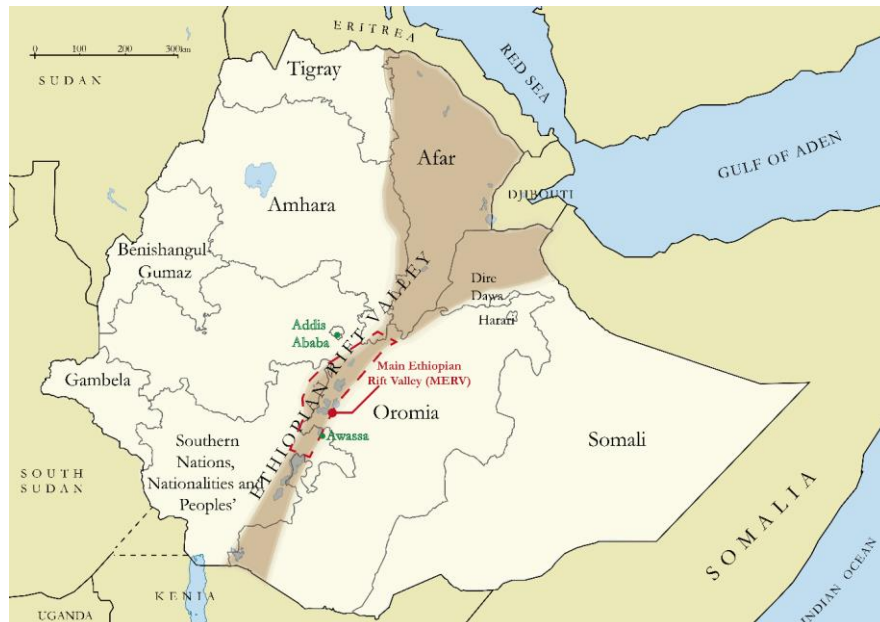 ERITREA
0 100 200 300km
SUDAN
Tigray
RED SEA
Afar
GULF OF ADEN
DJIBOUTI
Amhara
Benishangul-
Gumaz
Dire
Dawa
Harari
ETHIOPIAN RIFT VALLEY
Addis
Ababa
Main Ethiopian
Rift Valley (MERV)
Gambela
Oromia
Awassa
Somali
Southern
Nations,
Nationalities and
Peoples'
SOUTH
SUDAN
SOMALIA
INDIAN OCEAN
KENIA
UGANDA